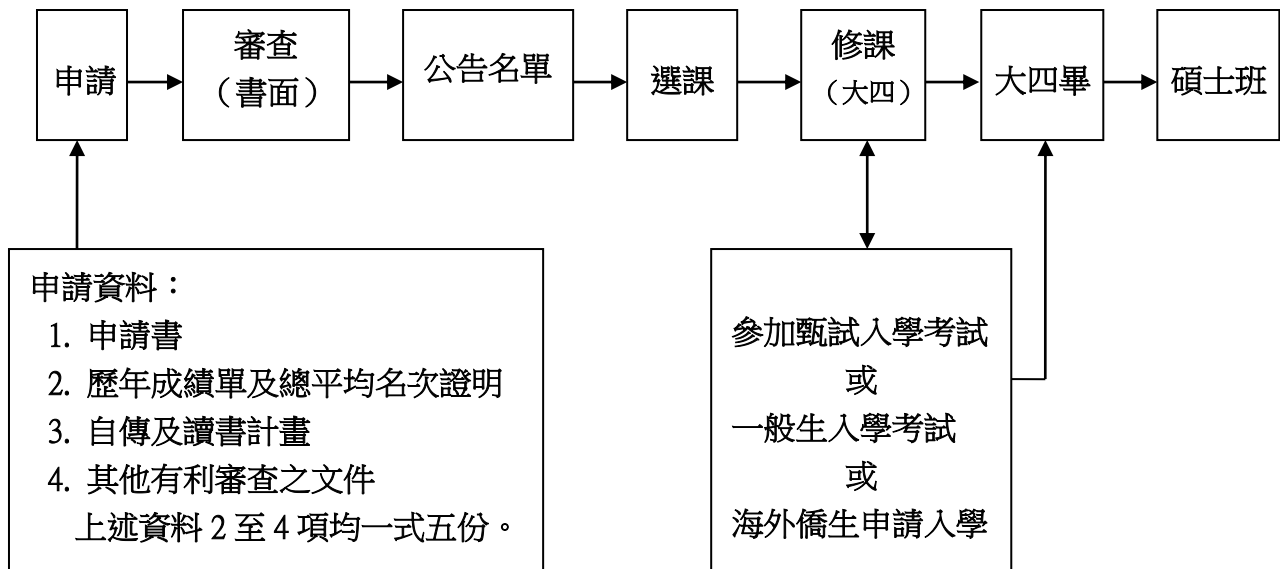 申請
審查
（書面）
公告名單
選課
修課
（大四）
大四畢
碩士班
申請資料：
1. 申請書
2. 歷年成績單及總平均名次證明
3. 自傳及讀書計畫
4. 其他有利審查之文件
上述資料 2 至 4 項均一式五份。
參加甄試入學考試
或
一般生入學考試
或
海外僑生申請入學